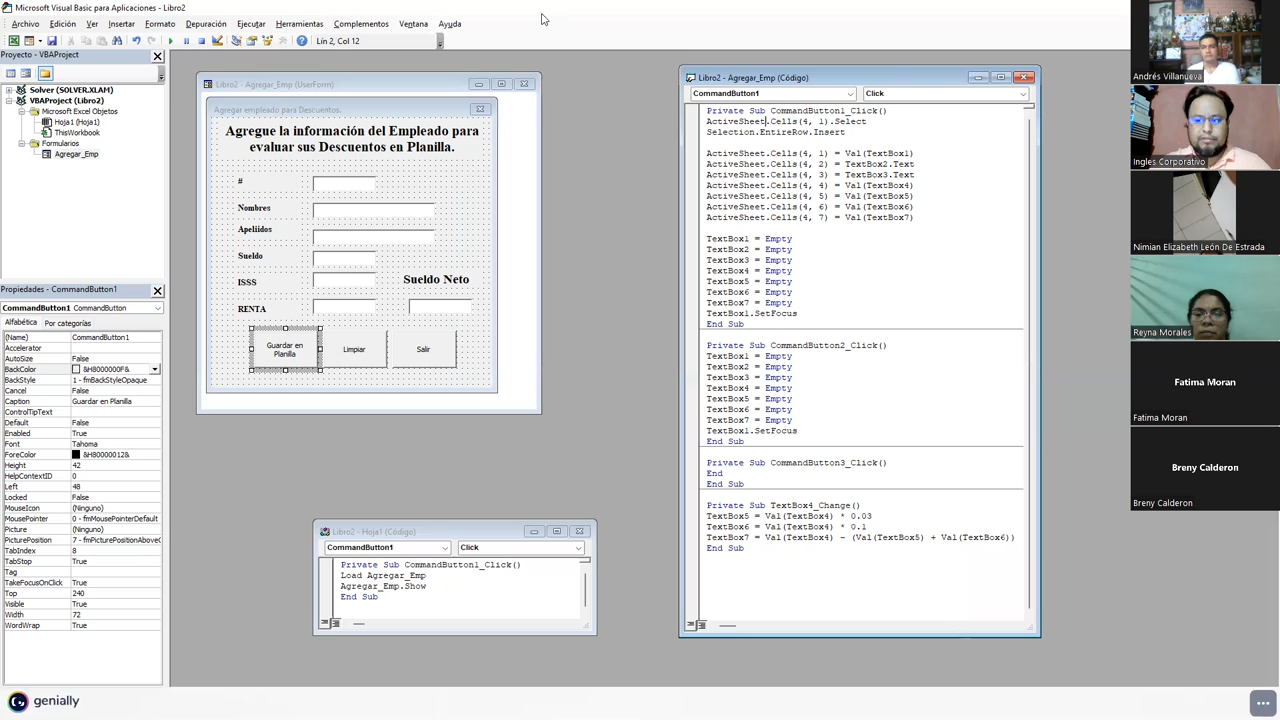 Microsoft Visual Basic para Aplicaciones - Libro2
Archivo Edición Ver Insertar Formato Depuración Ejecutar Herramientas Complementos Ventana Ayuda
Lín 2, Col 12
Proyecto - VBAProject
Solver (SOLVER.XLAM)
VBAProject (Libro2)
Microsoft Excel Objetos
Hoja1 (Hoja1)
ThisWorkbook
Formularios
Agregar_Emp
Propiedades - CommandButton1
CommandButton1 CommandButton
Alfabética Por categorías
(Name) CommandButton1
Accelerator
AutoSize False
BackColor &H8000000F&
BackStyle 1 - fmBackStyleOpaque
Cancel False
Caption Guardar en Planilla
ControlTipText
Default False
Enabled True
Font Tahoma
ForeColor &H80000012&
Height 42
HelpContextID 0
Left 48
Locked False
MouseIcon (Ninguno)
MousePointer 0 - fmMousePointerDefault
Picture (Ninguno)
PicturePosition 7 - fmPicturePositionAboveC
TabIndex 8
TabStop True
Tag
TakeFocusOnClick True
Top 240
Visible True
Width 72
WordWrap True
Libro2 - Agregar_Emp (UserForm)
Agregar empleado para Descuentos.
Agregue la información del Empleado para
evaluar sus Descuentos en Planilla.
#
Nombres
Apeliidos
Sueldo
ISSS
Sueldo Neto
RENTA
Guardar en
Planilla
Limpiar
Salir
Libro2 - Hoja1 (Código)
CommandButton1 Click
Private Sub CommandButton1_Click()
Load Agregar_Emp
Agregar_Emp.Show
End Sub
Libro2 - Agregar_Emp (Código)
CommandButton1 Click
Private Sub CommandButton1_Click()
ActiveSheet.Cells(4, 1).Select
Selection.EntireRow.Insert
ActiveSheet.Cells(4, 1) = Val(TextBox1)
ActiveSheet.Cells(4, 2) = TextBox2.Text
ActiveSheet.Cells(4, 3) = TextBox3.Text
ActiveSheet.Cells(4, 4) = Val(TextBox4)
ActiveSheet.Cells(4, 5) = Val(TextBox5)
ActiveSheet.Cells(4, 6) = Val(TextBox6)
ActiveSheet.Cells(4, 7) = Val(TextBox7)
TextBox1 = Empty
TextBox2 = Empty
TextBox3 = Empty
TextBox4 = Empty
TextBox5 = Empty
TextBox6 = Empty
TextBox7 = Empty
TextBox1.SetFocus
End Sub
Private Sub CommandButton2_Click()
TextBox1 = Empty
TextBox2 = Empty
TextBox3 = Empty
TextBox4 = Empty
TextBox5 = Empty
TextBox6 = Empty
TextBox7 = Empty
TextBox1.SetFocus
End Sub
Private Sub CommandButton3_Click()
End
End Sub
Private Sub TextBox4_Change()
TextBox5 = Val(TextBox4) * 0.03
TextBox6 = Val(TextBox4) * 0.1
TextBox7 = Val(TextBox4) - (Val(TextBox5) + Val(TextBox6))
End Sub
Andrés Villanueva
Ingles Corporativo
Nimian Elizabeth León De Estrada
Reyna Morales
Fatima Moran
Fatima Moran
Breny Calderon
Breny Calderon
genially